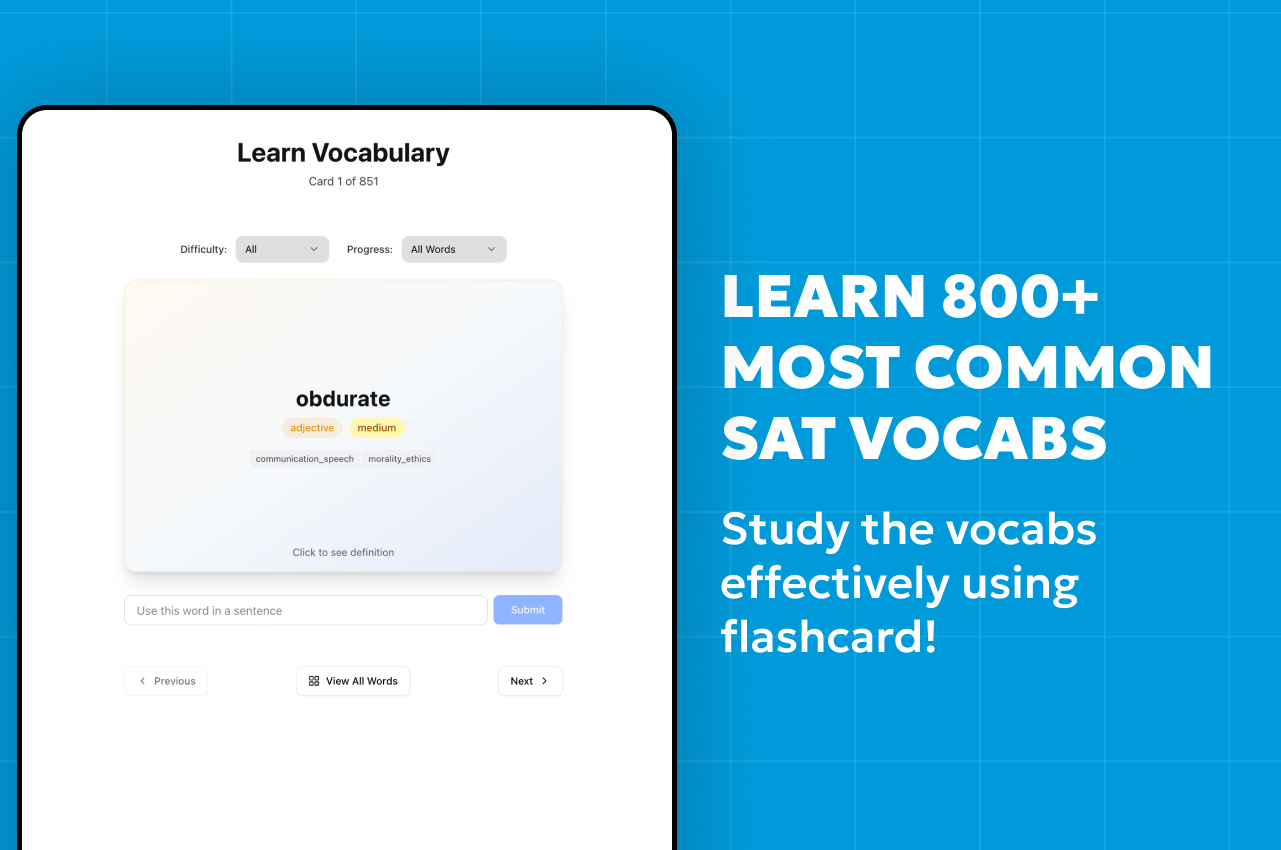 Learn Vocabulary
Card 1 of 851
Difficulty: All Progress: All Words
obdurate
adjective medium
communication_speech morality_ethics
Click to see definition
Use this word in a sentence Submit
Previous View All Words Next
LEARN 800+
MOST COMMON
SAT VOCABS
Study the vocabs
effectively using
flashcard!